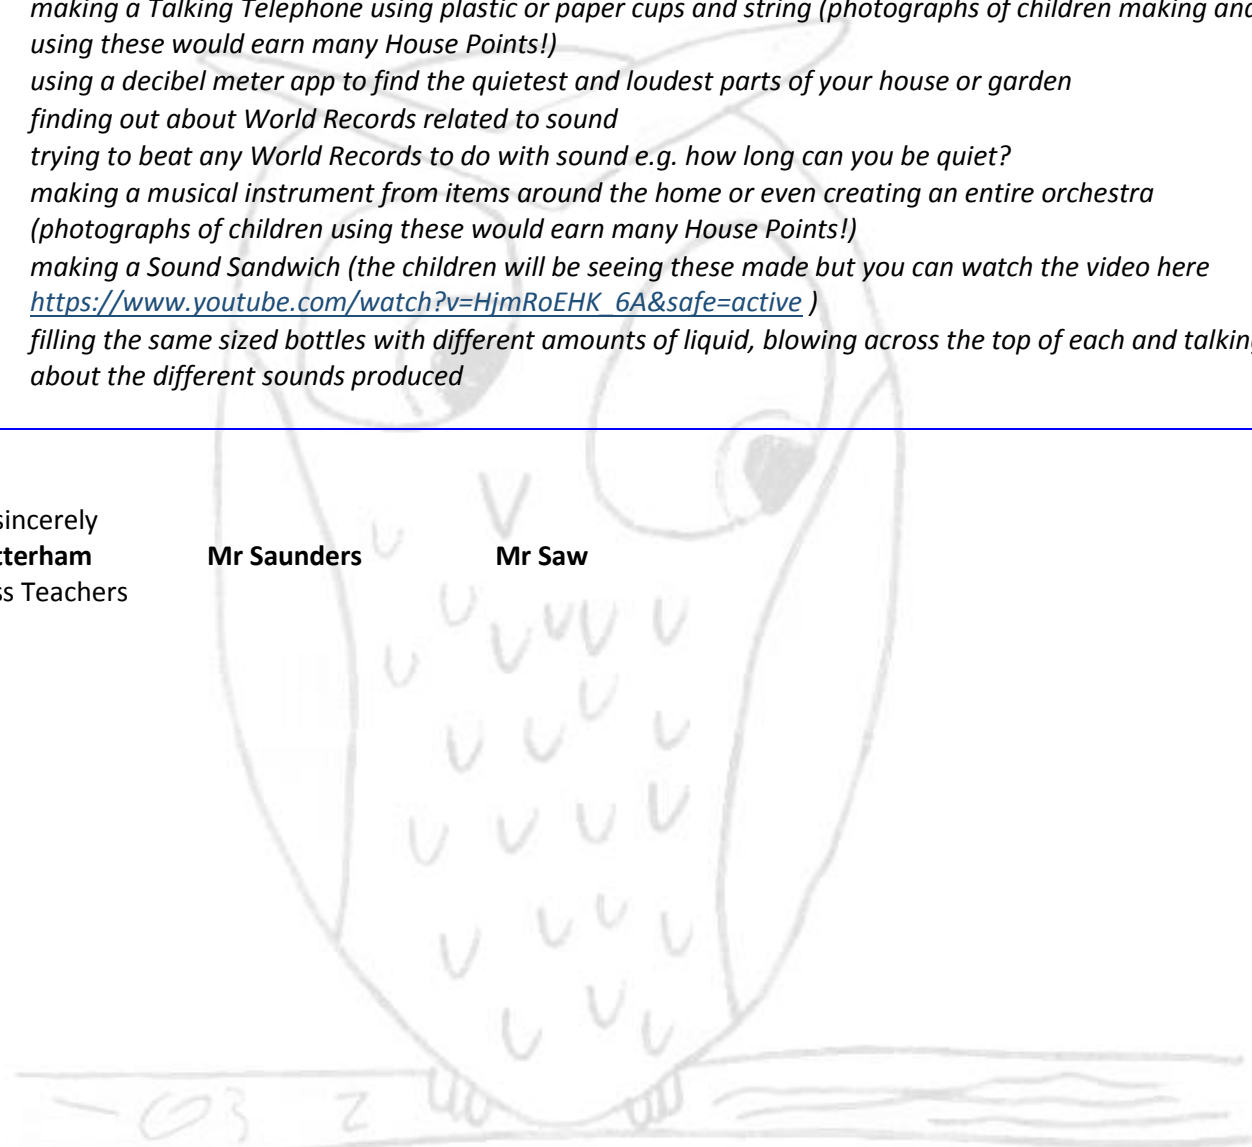 making a Talking Telephone using plastic or paper cups and string (photographs of children making and
using these would earn many House Points!)
using a decibel meter app to find the quietest and loudest parts of your house or garden
finding out about World Records related to sound
trying to beat any World Records to do with sound e.g. how long can you be quiet?
making a musical instrument from items around the home or even creating an entire orchestra
(photographs of children using these would earn many House Points!)
making a Sound Sandwich (the children will be seeing these made but you can watch the video here
https://www.youtube.com/watch?v=HjmRoEHK_6A&safe=active )
filling the same sized bottles with different amounts of liquid, blowing across the top of each and talking
about the different sounds produced
sincerely
tterham Mr Saunders Mr Saw
ss Teachers